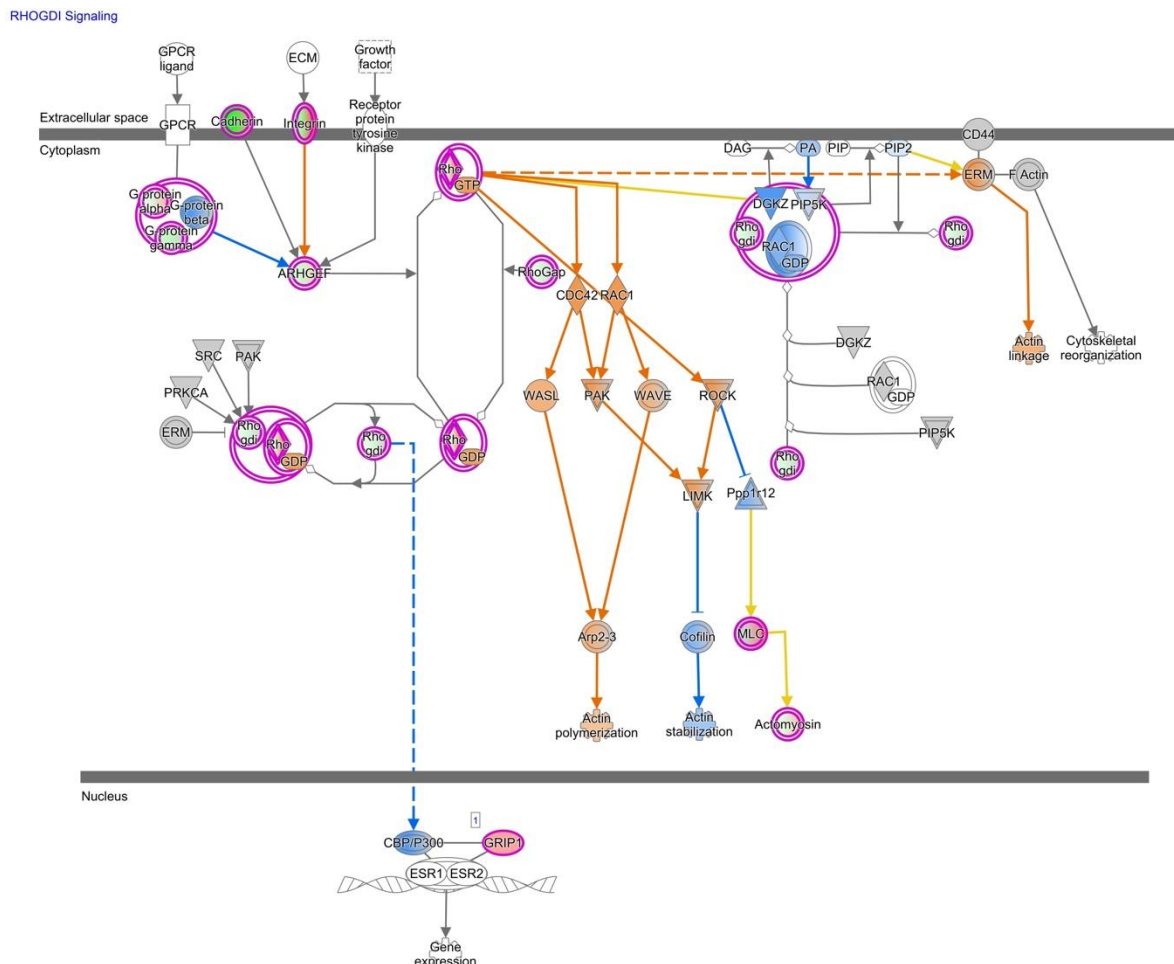 RHOGDI Signaling
GPCR
ligand
ECM
Growth
factor
Extracellular space
Cytoplasm
GPCR
Cadherin
Integrin
Receptor
protein
tyrosine
kinase
G-protein
alpha
G-protein
beta
G-protein
gamma
ARHGEF
Rho
GTP
RhoGap
CDC42
RAC1
DAG
PA
PIP
PIP2
CD44
ERM
F Actin
DGKZ
PIP5K
Rho
gdi
RAC1
GDP
Rho
gdi
Actin
linkage
Cytoskeletal
reorganization
DGKZ
RAC1
GDP
PIP5K
Rho
gdi
SRC
PAK
PRKCA
ERM
Rho
gdi
Rho
GDP
Rho
gdi
Rho
GDP
WASL
PAK
WAVE
ROCK
LIMK
Ppp1r12
Arp2-3
Cofilin
MLC
Actin
polymerization
Actin
stabilization
Actomyosin
Nucleus
1
CBP/P300
GRIP1
ESR1
ESR2
Gene
expression